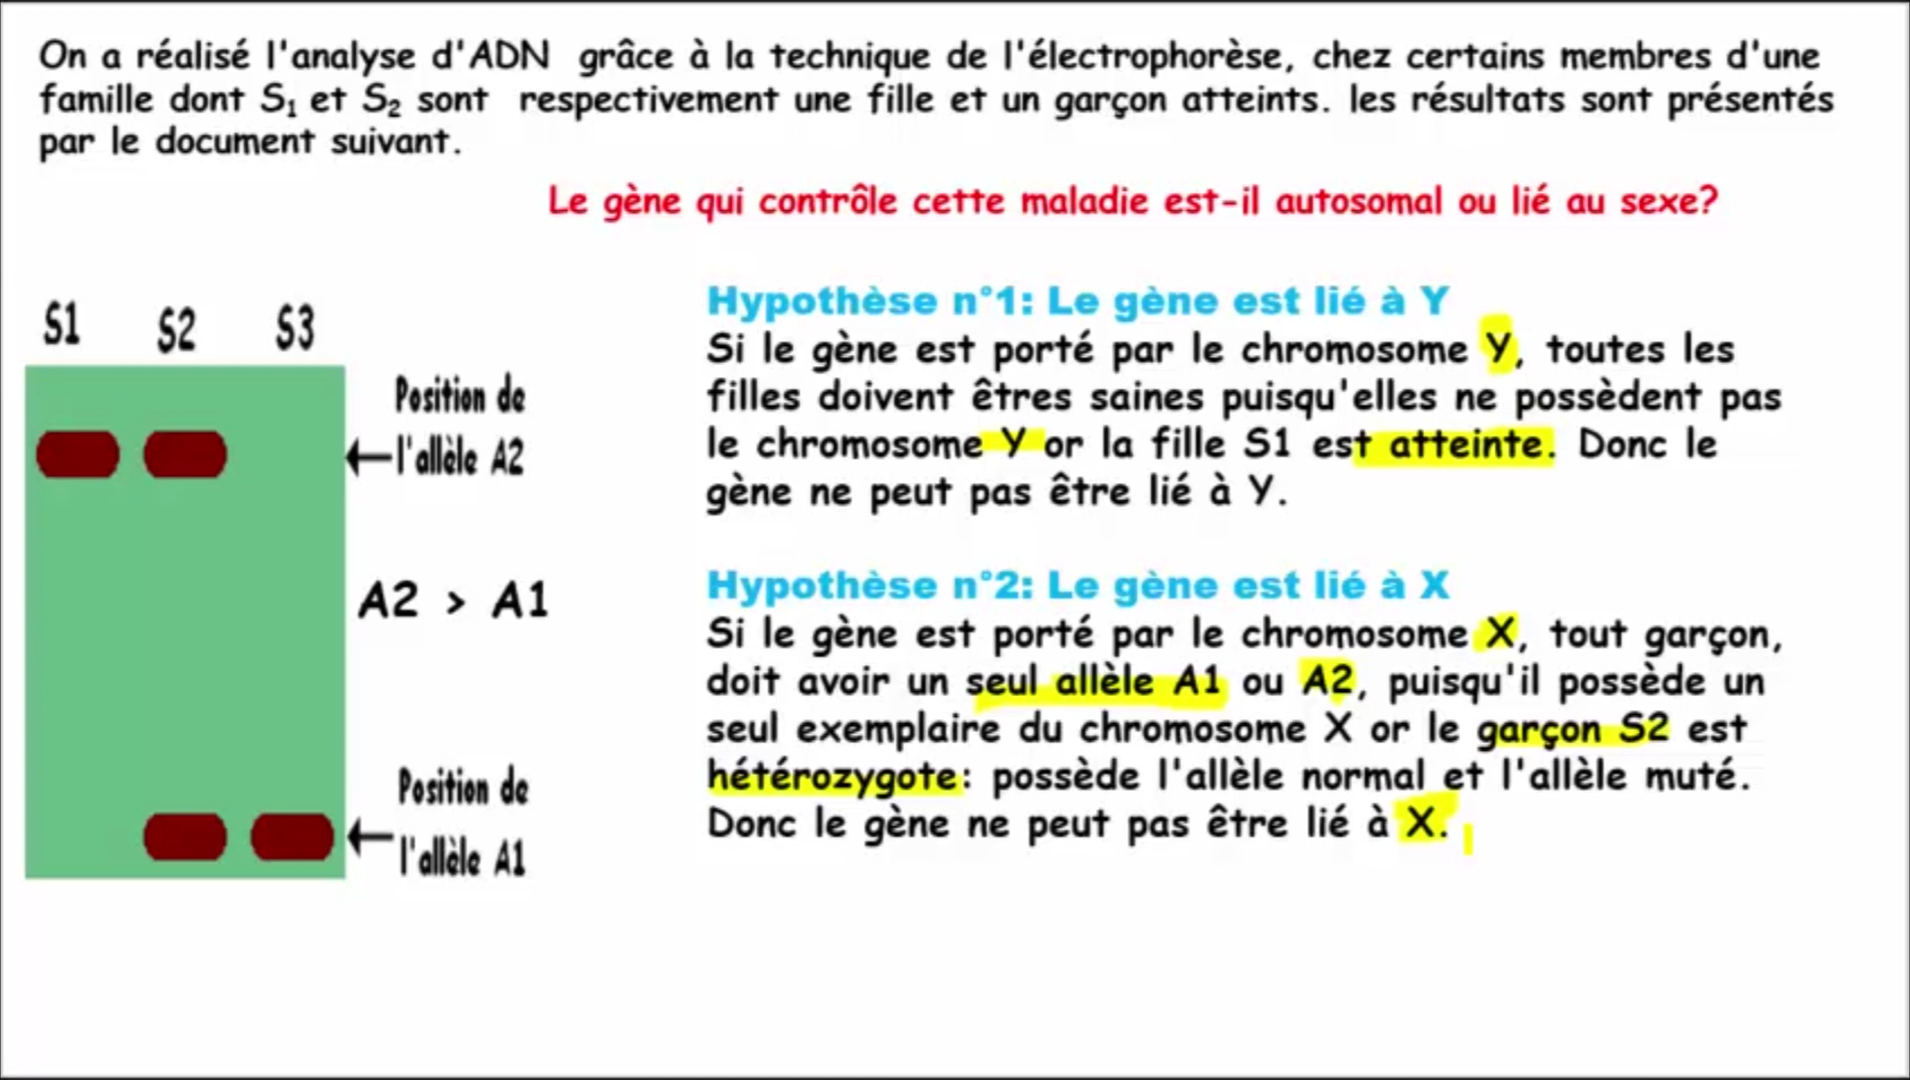 On a réalisé l'analyse d'ADN grâce à la technique de l'électrophorèse, chez certains membres d'une
famille dont S₁ et S₂ sont respectivement une fille et un garçon atteints. les résultats sont présentés
par le document suivant.
Le gène qui contrôle cette maladie est-il autosomal ou lié au sexe?
S1 S2 S3
Position de
l'allèle A2
A2 > A1
Position de
l'allèle A1
Hypothèse n°1: Le gène est lié à Y
Si le gène est porté par le chromosome Y, toutes les
filles doivent êtres saines puisqu'elles ne possèdent pas
le chromosome Y or la fille S1 est atteinte. Donc le
gène ne peut pas être lié à Y.
Hypothèse n°2: Le gène est lié à X
Si le gène est porté par le chromosome X, tout garçon,
doit avoir un seul allèle A1 ou A2, puisqu'il possède un
seul exemplaire du chromosome X or le garçon S2 est
hétérozygote: possède l'allèle normal et l'allèle muté.
Donc le gène ne peut pas être lié à X.